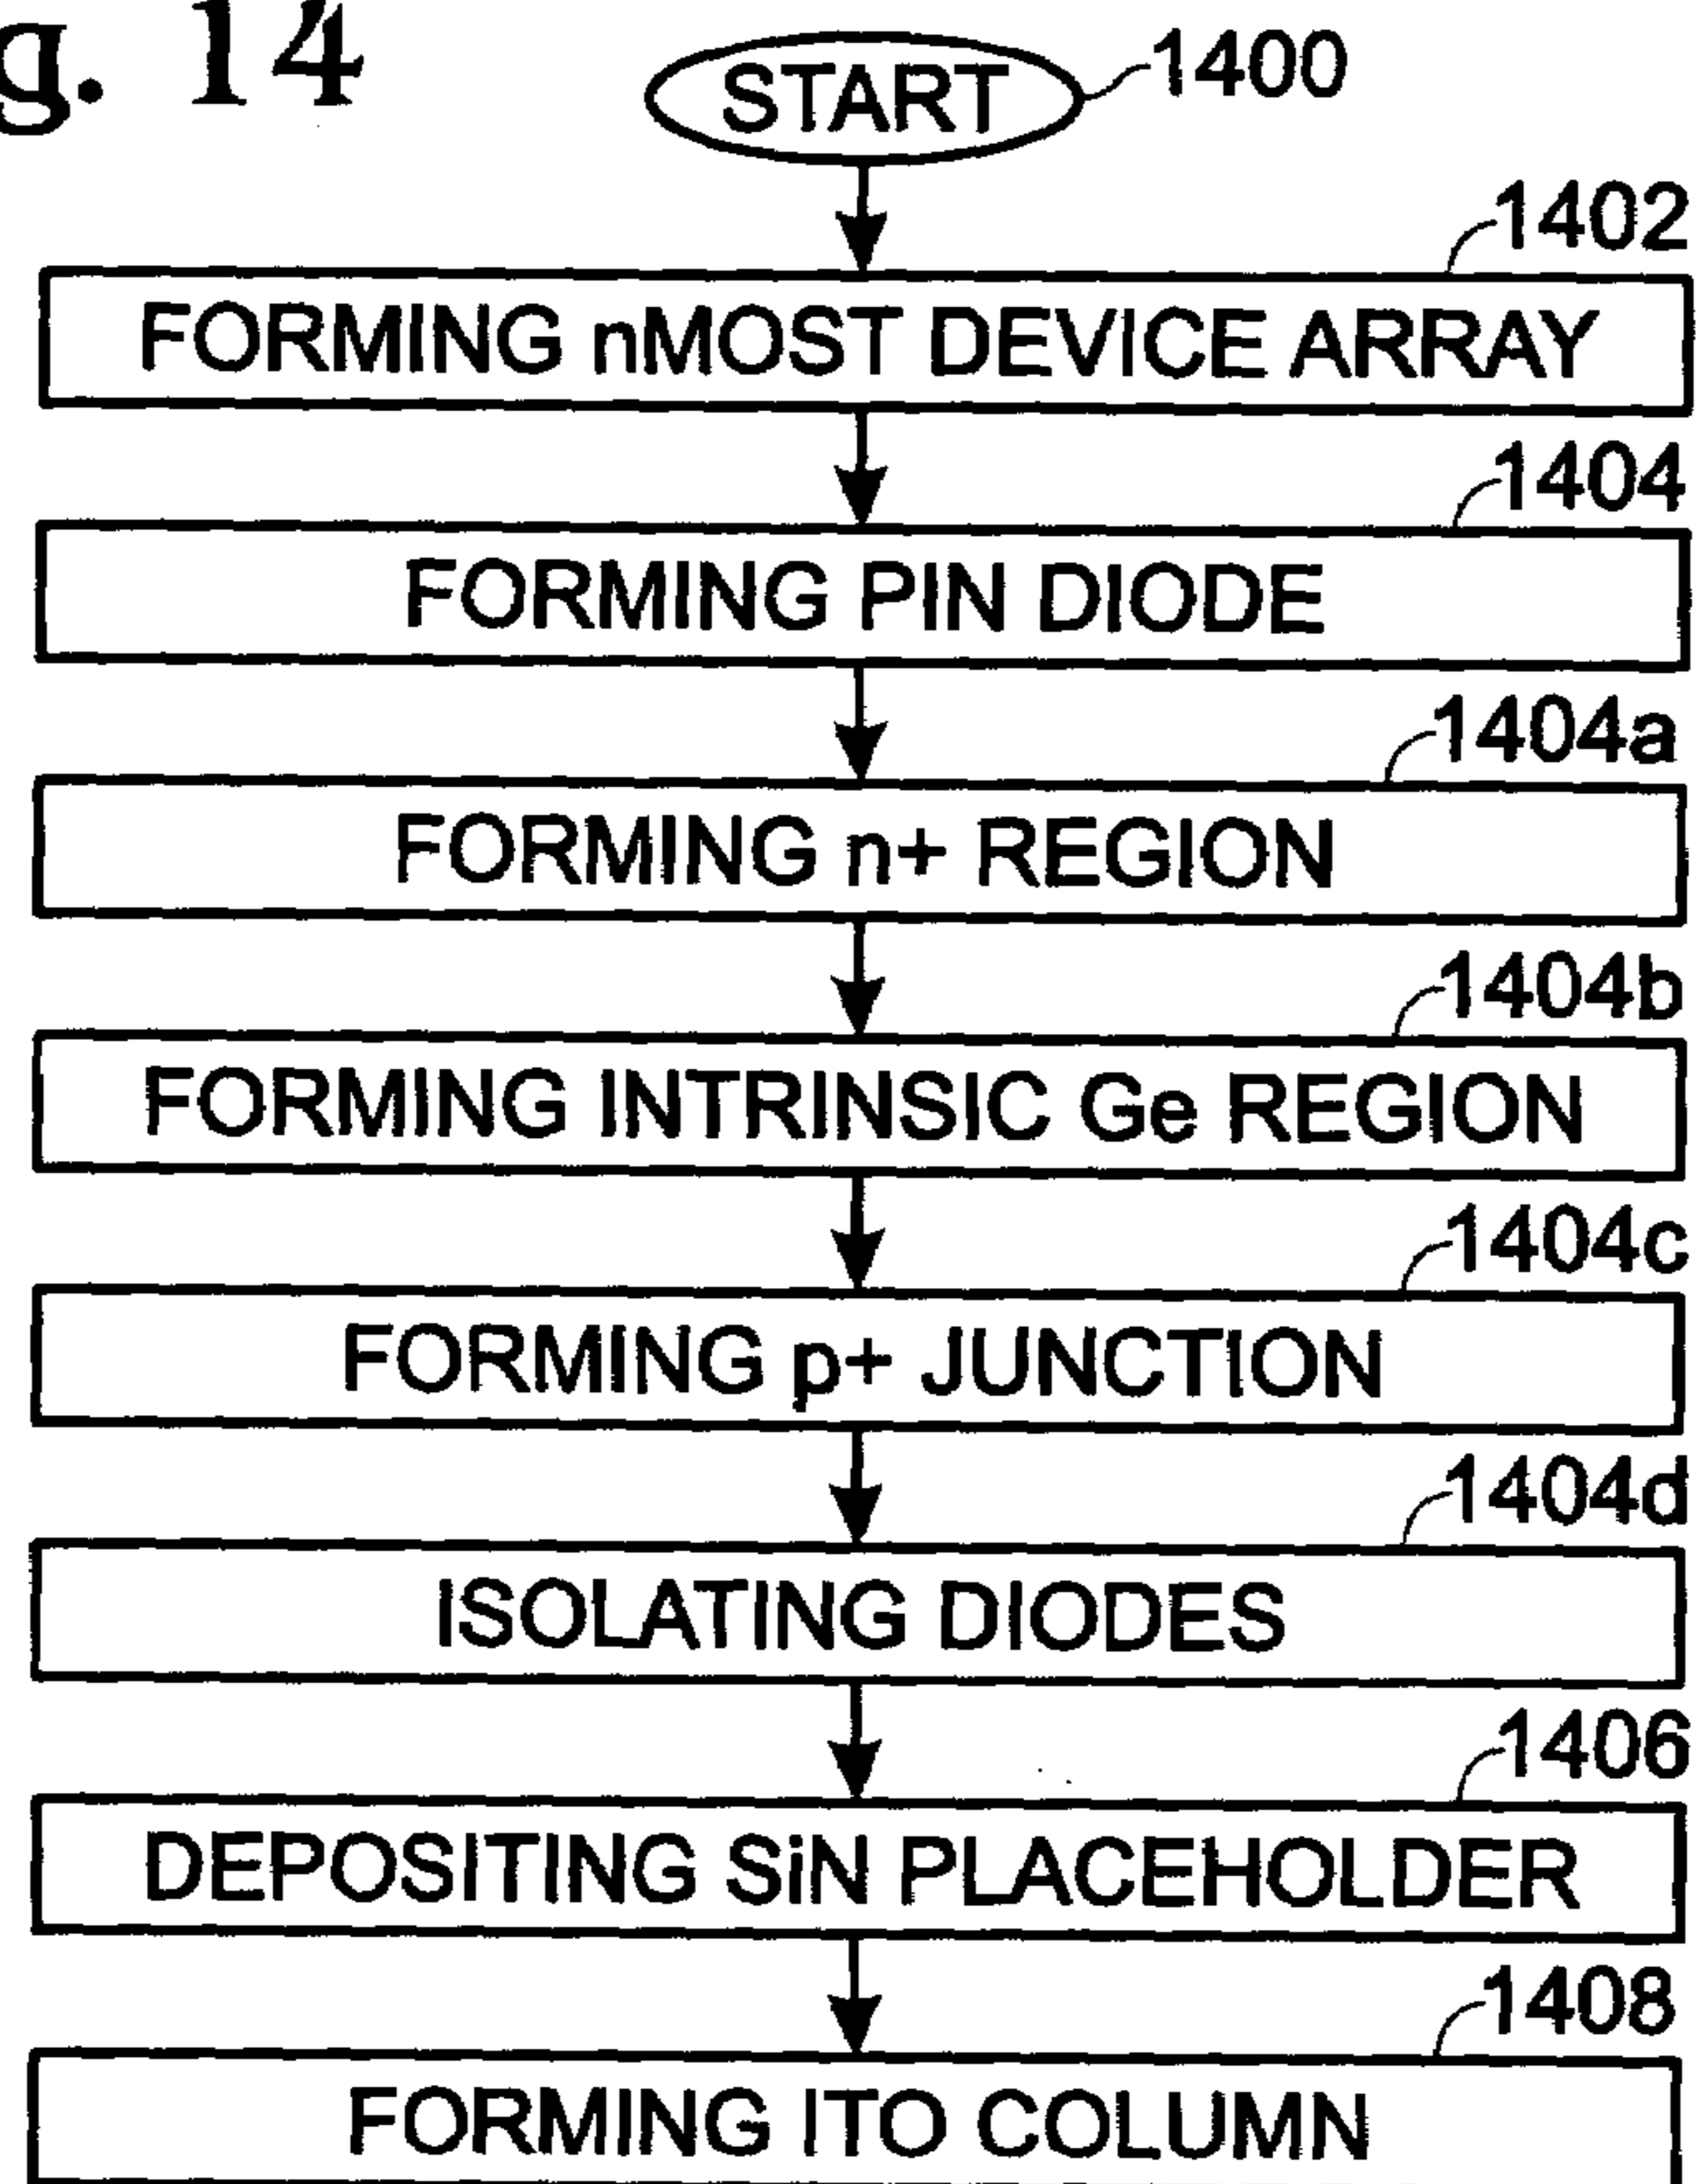 g. 14
START
1400
1402
FORMING nMOST DEVICE ARRAY
1404
FORMING PIN DIODE
1404a
FORMING n+ REGION
1404b
FORMING INTRINSIC Ge REGION
1404c
FORMING p+ JUNCTION
1404d
ISOLATING DIODES
1406
DEPOSITING SiN PLACEHOLDER
1408
FORMING ITO COLUMN